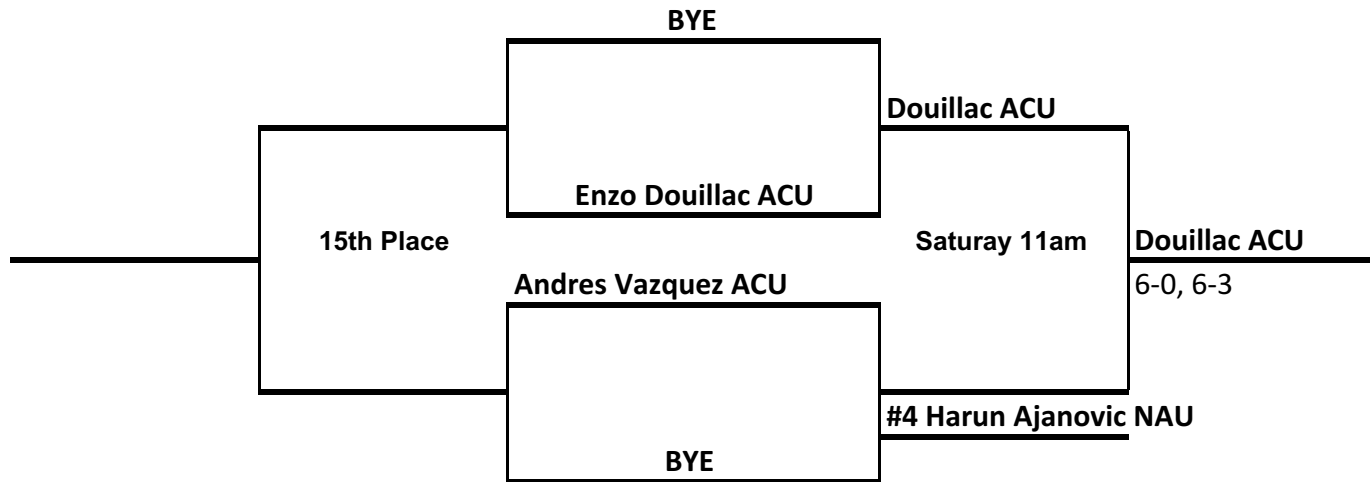 BYE
Douillac ACU
Enzo Douillac ACU
15th Place
Saturay 11am
Douillac ACU
Andres Vazquez ACU
6-0, 6-3
#4 Harun Ajanovic NAU
BYE